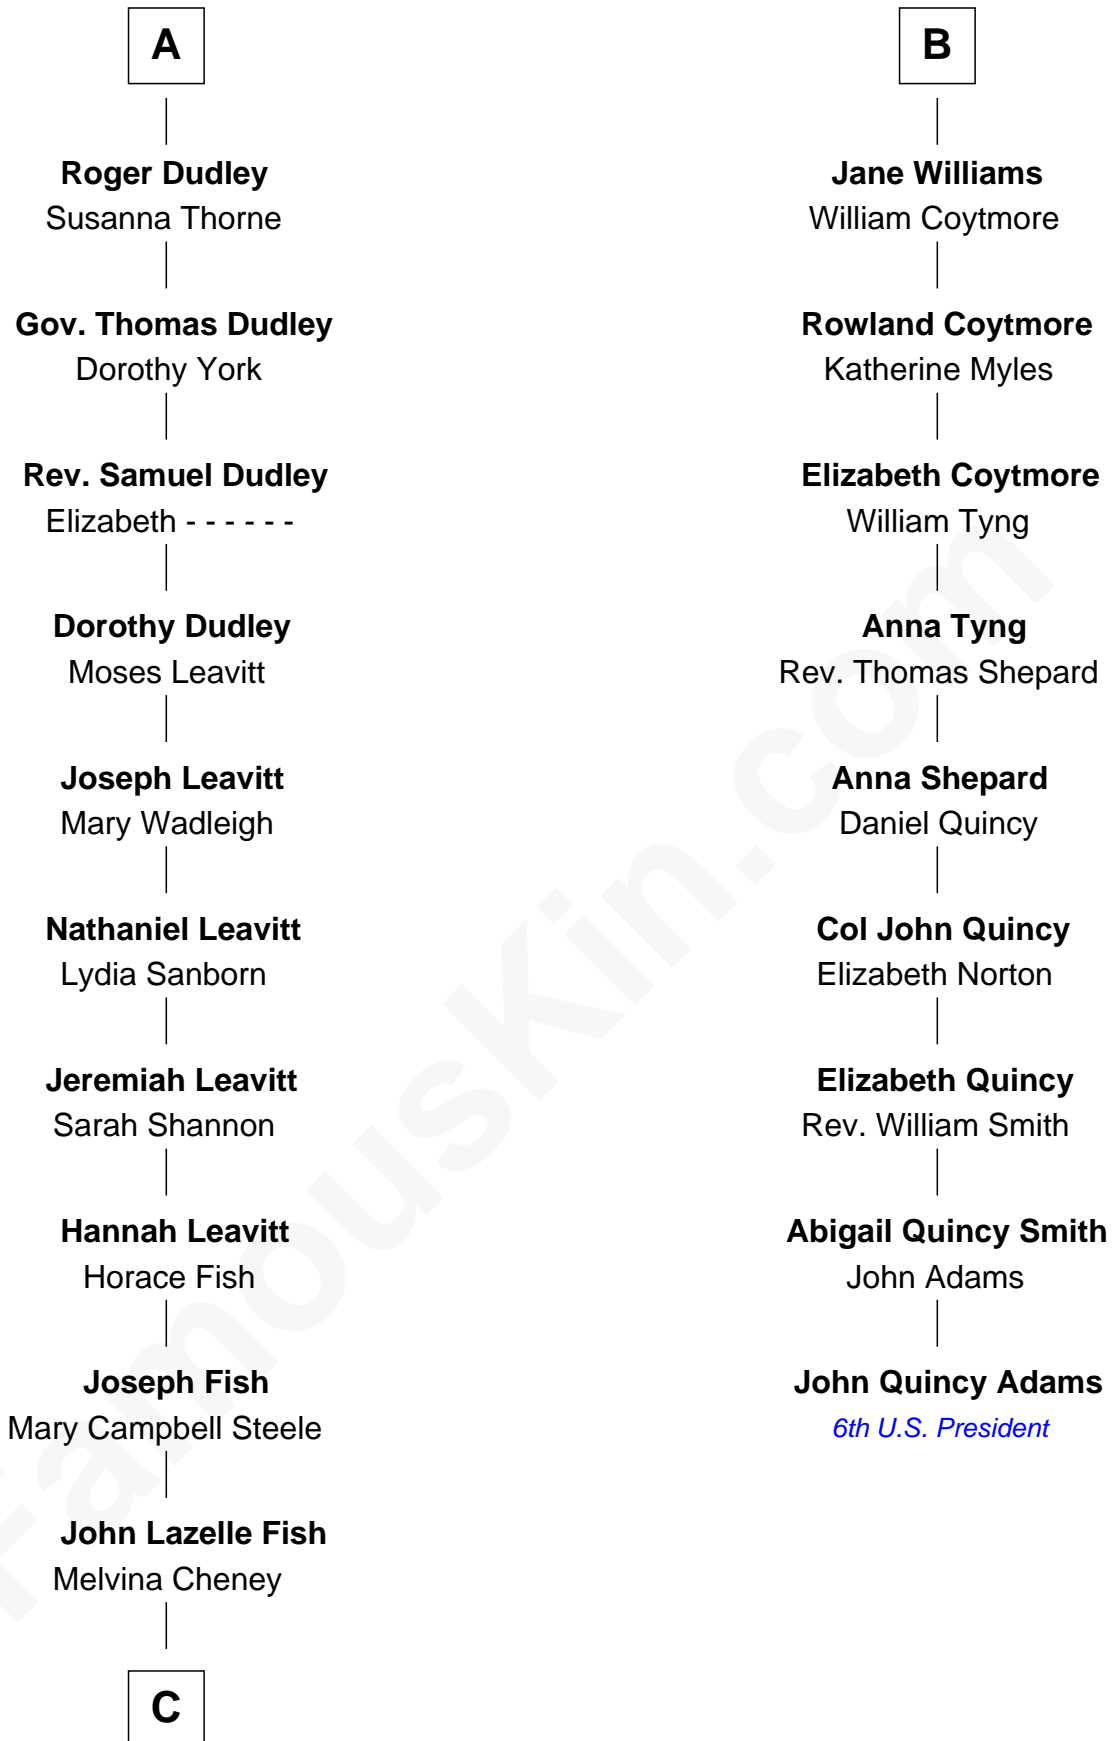 A
Roger Dudley
Susanna Thorne
Gov. Thomas Dudley
Dorothy York
Rev. Samuel Dudley
Elizabeth - - - - - -
Dorothy Dudley
Moses Leavitt
Joseph Leavitt
Mary Wadleigh
Nathaniel Leavitt
Lydia Sanborn
Jeremiah Leavitt
Sarah Shannon
Hannah Leavitt
Horace Fish
Joseph Fish
Mary Campbell Steele
John Lazelle Fish
Melvina Cheney
C
B
Jane Williams
William Coytmore
Rowland Coytmore
Katherine Myles
Elizabeth Coytmore
William Tyng
Anna Tyng
Rev. Thomas Shepard
Anna Shepard
Daniel Quincy
Col John Quincy
Elizabeth Norton
Elizabeth Quincy
Rev. William Smith
Abigail Quincy Smith
John Adams
John Quincy Adams
6th U.S. President
FamousKin.com